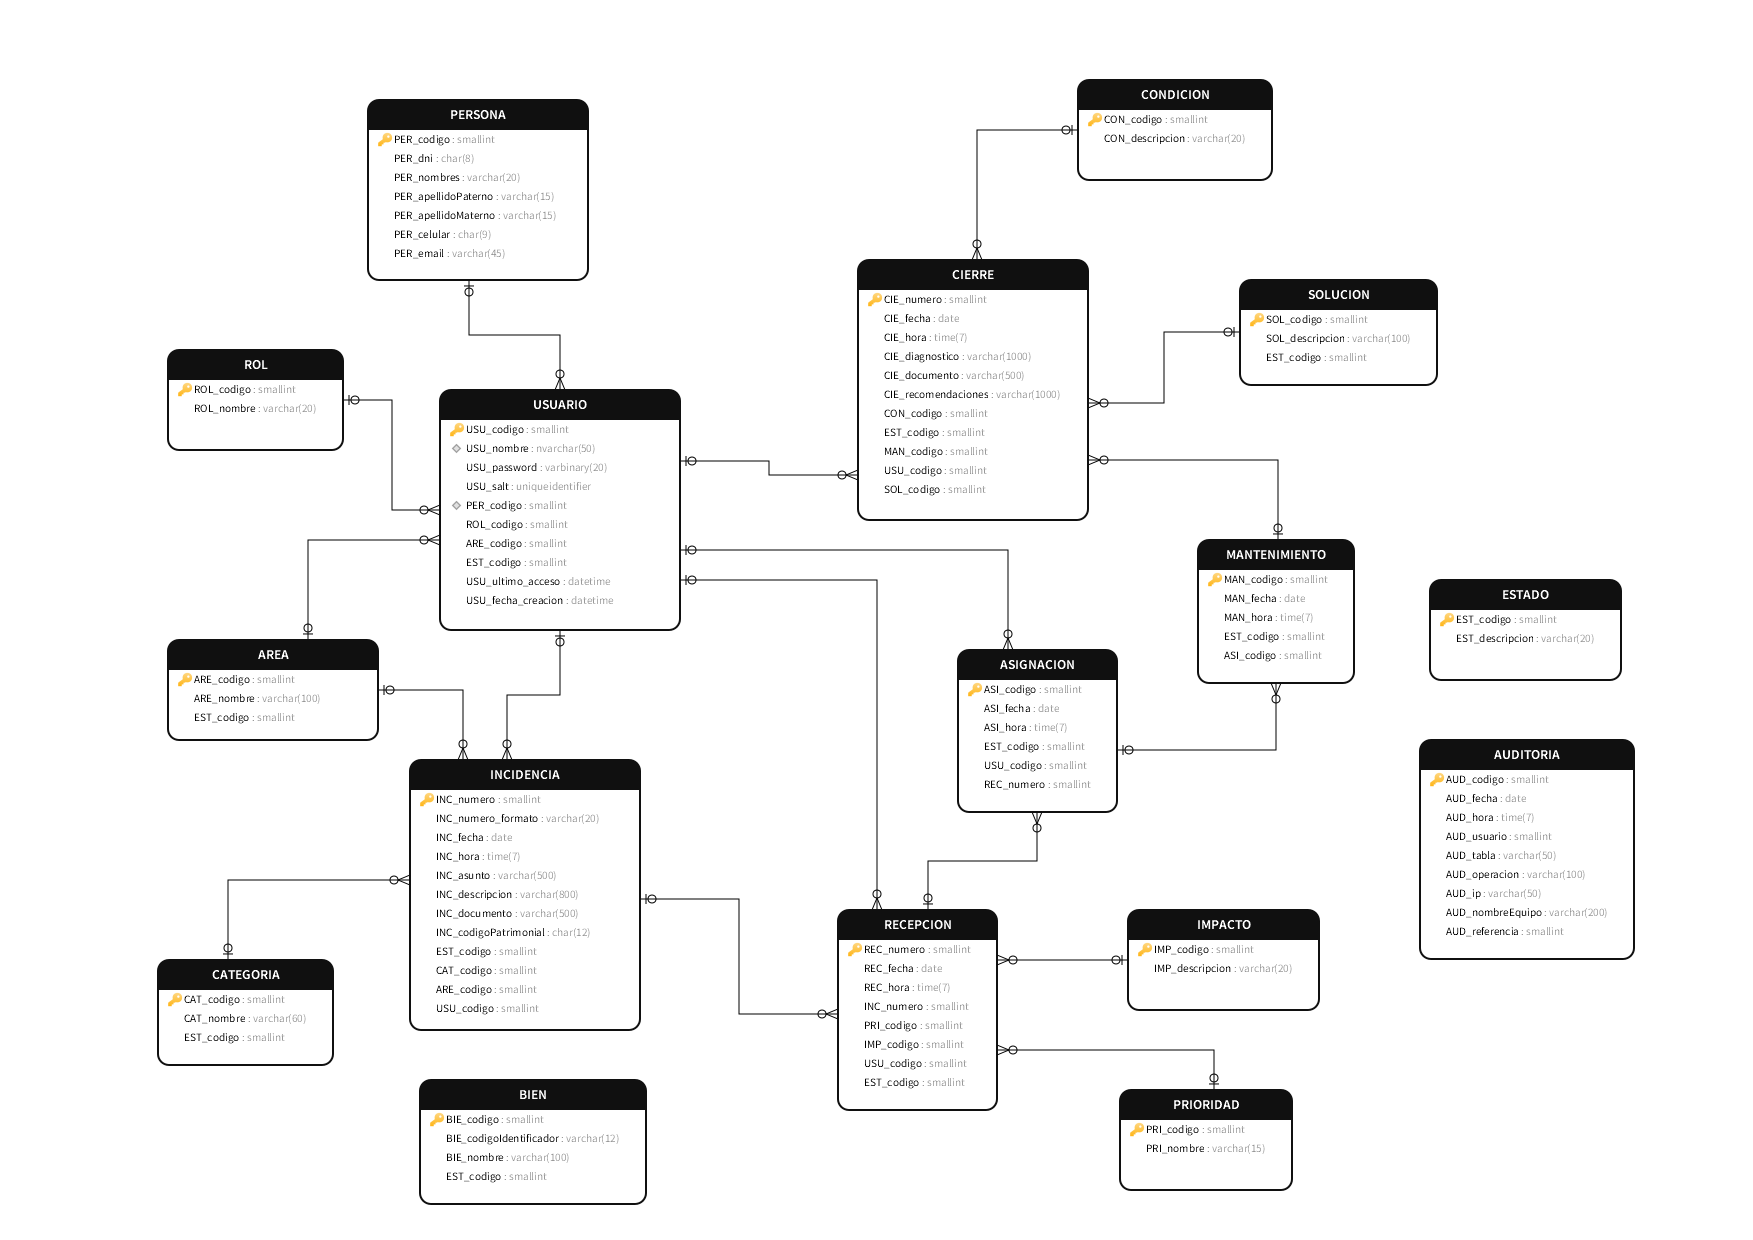 CONDICION
CON_codigo : smallint
CON_descripcion : varchar(20)
PERSONA
PER_codigo : smallint
PER_dni : char(8)
PER_nombres : varchar(20)
PER_apellidoPaterno : varchar(15)
PER_apellidoMaterno : varchar(15)
PER_celular : char(9)
PER_email : varchar(45)
CIERRE
CIE_numero : smallint
CIE_fecha : date
CIE_hora : time(7)
CIE_diagnostico : varchar(1000)
CIE_documento : varchar(500)
CIE_recomendaciones : varchar(1000)
CON_codigo : smallint
EST_codigo : smallint
MAN_codigo : smallint
USU_codigo : smallint
SOL_codigo : smallint
SOLUCION
SOL_codigo : smallint
SOL_descripcion : varchar(100)
EST_codigo : smallint
ROL
ROL_codigo : smallint
ROL_nombre : varchar(20)
USUARIO
USU_codigo : smallint
USU_nombre : nvarchar(50)
USU_password : varbinary(20)
USU_salt : uniqueidentifier
PER_codigo : smallint
ROL_codigo : smallint
ARE_codigo : smallint
EST_codigo : smallint
USU_ultimo_acceso : datetime
USU_fecha_creacion : datetime
MANTENIMIENTO
MAN_codigo : smallint
MAN_fecha : date
MAN_hora : time(7)
EST_codigo : smallint
ASI_codigo : smallint
ESTADO
EST_codigo : smallint
EST_descripcion : varchar(20)
AREA
ARE_codigo : smallint
ARE_nombre : varchar(100)
EST_codigo : smallint
ASIGNACION
ASI_codigo : smallint
ASI_fecha : date
ASI_hora : time(7)
EST_codigo : smallint
USU_codigo : smallint
REC_numero : smallint
AUDITORIA
AUD_codigo : smallint
AUD_fecha : date
AUD_hora : time(7)
AUD_usuario : smallint
AUD_tabla : varchar(50)
AUD_operacion : varchar(100)
AUD_ip : varchar(50)
AUD_nombreEquipo : varchar(200)
AUD_referencia : smallint
INCIDENCIA
INC_numero : smallint
INC_numero_formato : varchar(20)
INC_fecha : date
INC_hora : time(7)
INC_asunto : varchar(500)
INC_descripcion : varchar(800)
INC_documento : varchar(500)
INC_codigoPatrimonial : char(12)
EST_codigo : smallint
CAT_codigo : smallint
ARE_codigo : smallint
USU_codigo : smallint
RECEPCION
REC_numero : smallint
REC_fecha : date
REC_hora : time(7)
INC_numero : smallint
PRI_codigo : smallint
IMP_codigo : smallint
USU_codigo : smallint
EST_codigo : smallint
IMPACTO
IMP_codigo : smallint
IMP_descripcion : varchar(20)
CATEGORIA
CAT_codigo : smallint
CAT_nombre : varchar(60)
EST_codigo : smallint
BIEN
BIE_codigo : smallint
BIE_codigoIdentificador : varchar(12)
BIE_nombre : varchar(100)
EST_codigo : smallint
PRIORIDAD
PRI_codigo : smallint
PRI_nombre : varchar(15)